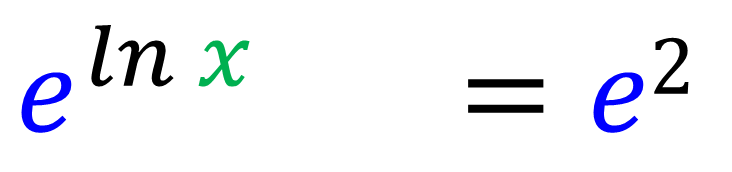 e^{ln x} = e^2